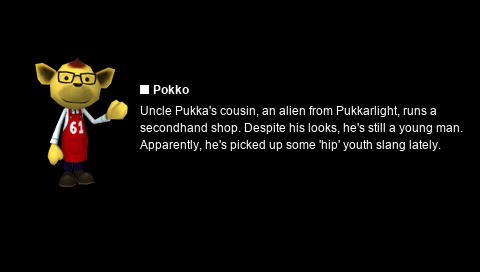 Pokko
Uncle Pukka's cousin, an alien from Pukkarlight, runs a
secondhand shop. Despite his looks, he's still a young man.
Apparently, he's picked up some 'hip' youth slang lately.
61